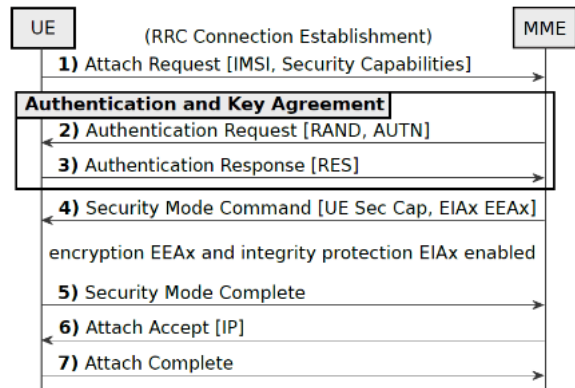 UE
MME
(RRC Connection Establishment)
1) Attach Request [IMSI, Security Capabilities]
Authentication and Key Agreement
2) Authentication Request [RAND, AUTN]
3) Authentication Response [RES]
4) Security Mode Command [UE Sec Cap, EIAx EEAx]
encryption EEAx and integrity protection EIAx enabled
5) Security Mode Complete
6) Attach Accept [IP]
7) Attach Complete